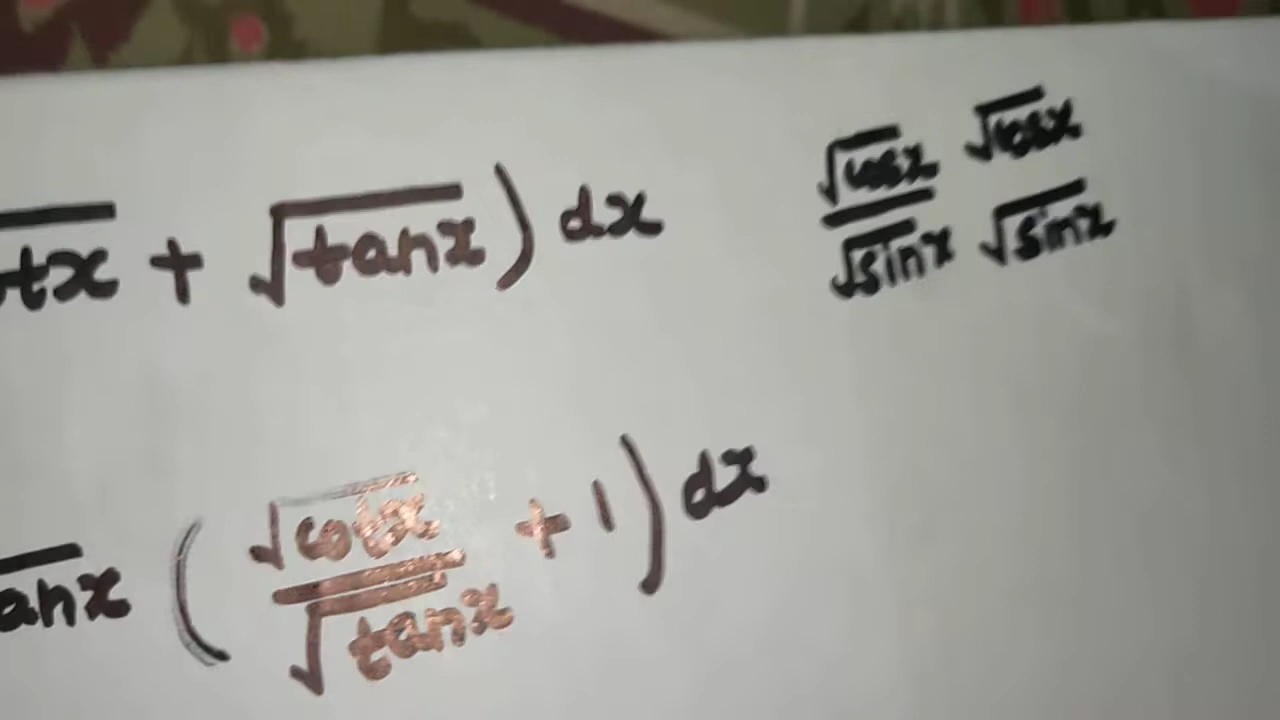 tx + √tanx) dx
√cosx √cosx
√sinx √sinx
anx (√cotx / √tanx + 1) dx